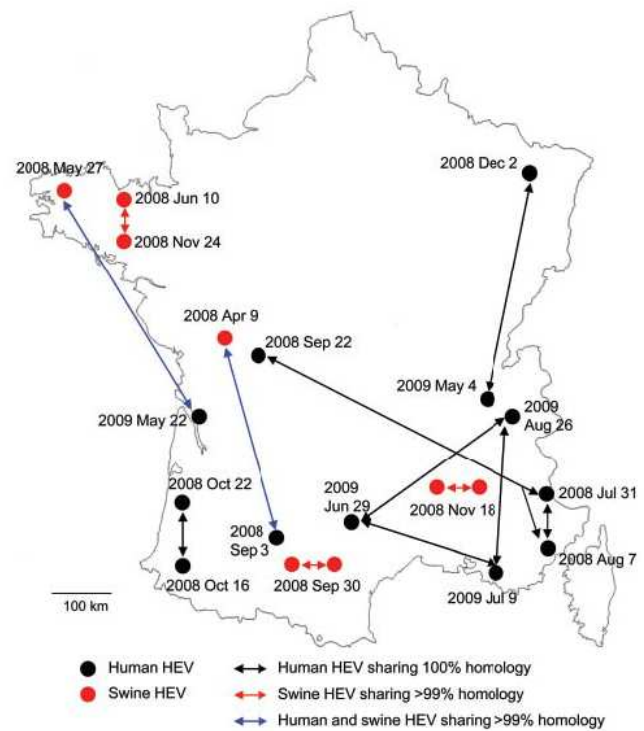 2008 May 27
2008 Dec 2
2008 Jun 10
2008 Nov 24
2008 Apr 9
2008 Sep 22
2009 May 4
2009 May 22
2009
Aug 26
2008 Oct 22
2009
Jun 29
2008 Nov 18
2008 Jul 31
2008
Sep 3
2008 Aug 7
2008 Oct 16
2008 Sep 30
2009 Jul 9
100 km
Human HEV
Human HEV sharing 100% homology
Swine HEV
Swine HEV sharing >99% homology
Human and swine HEV sharing >99% homology